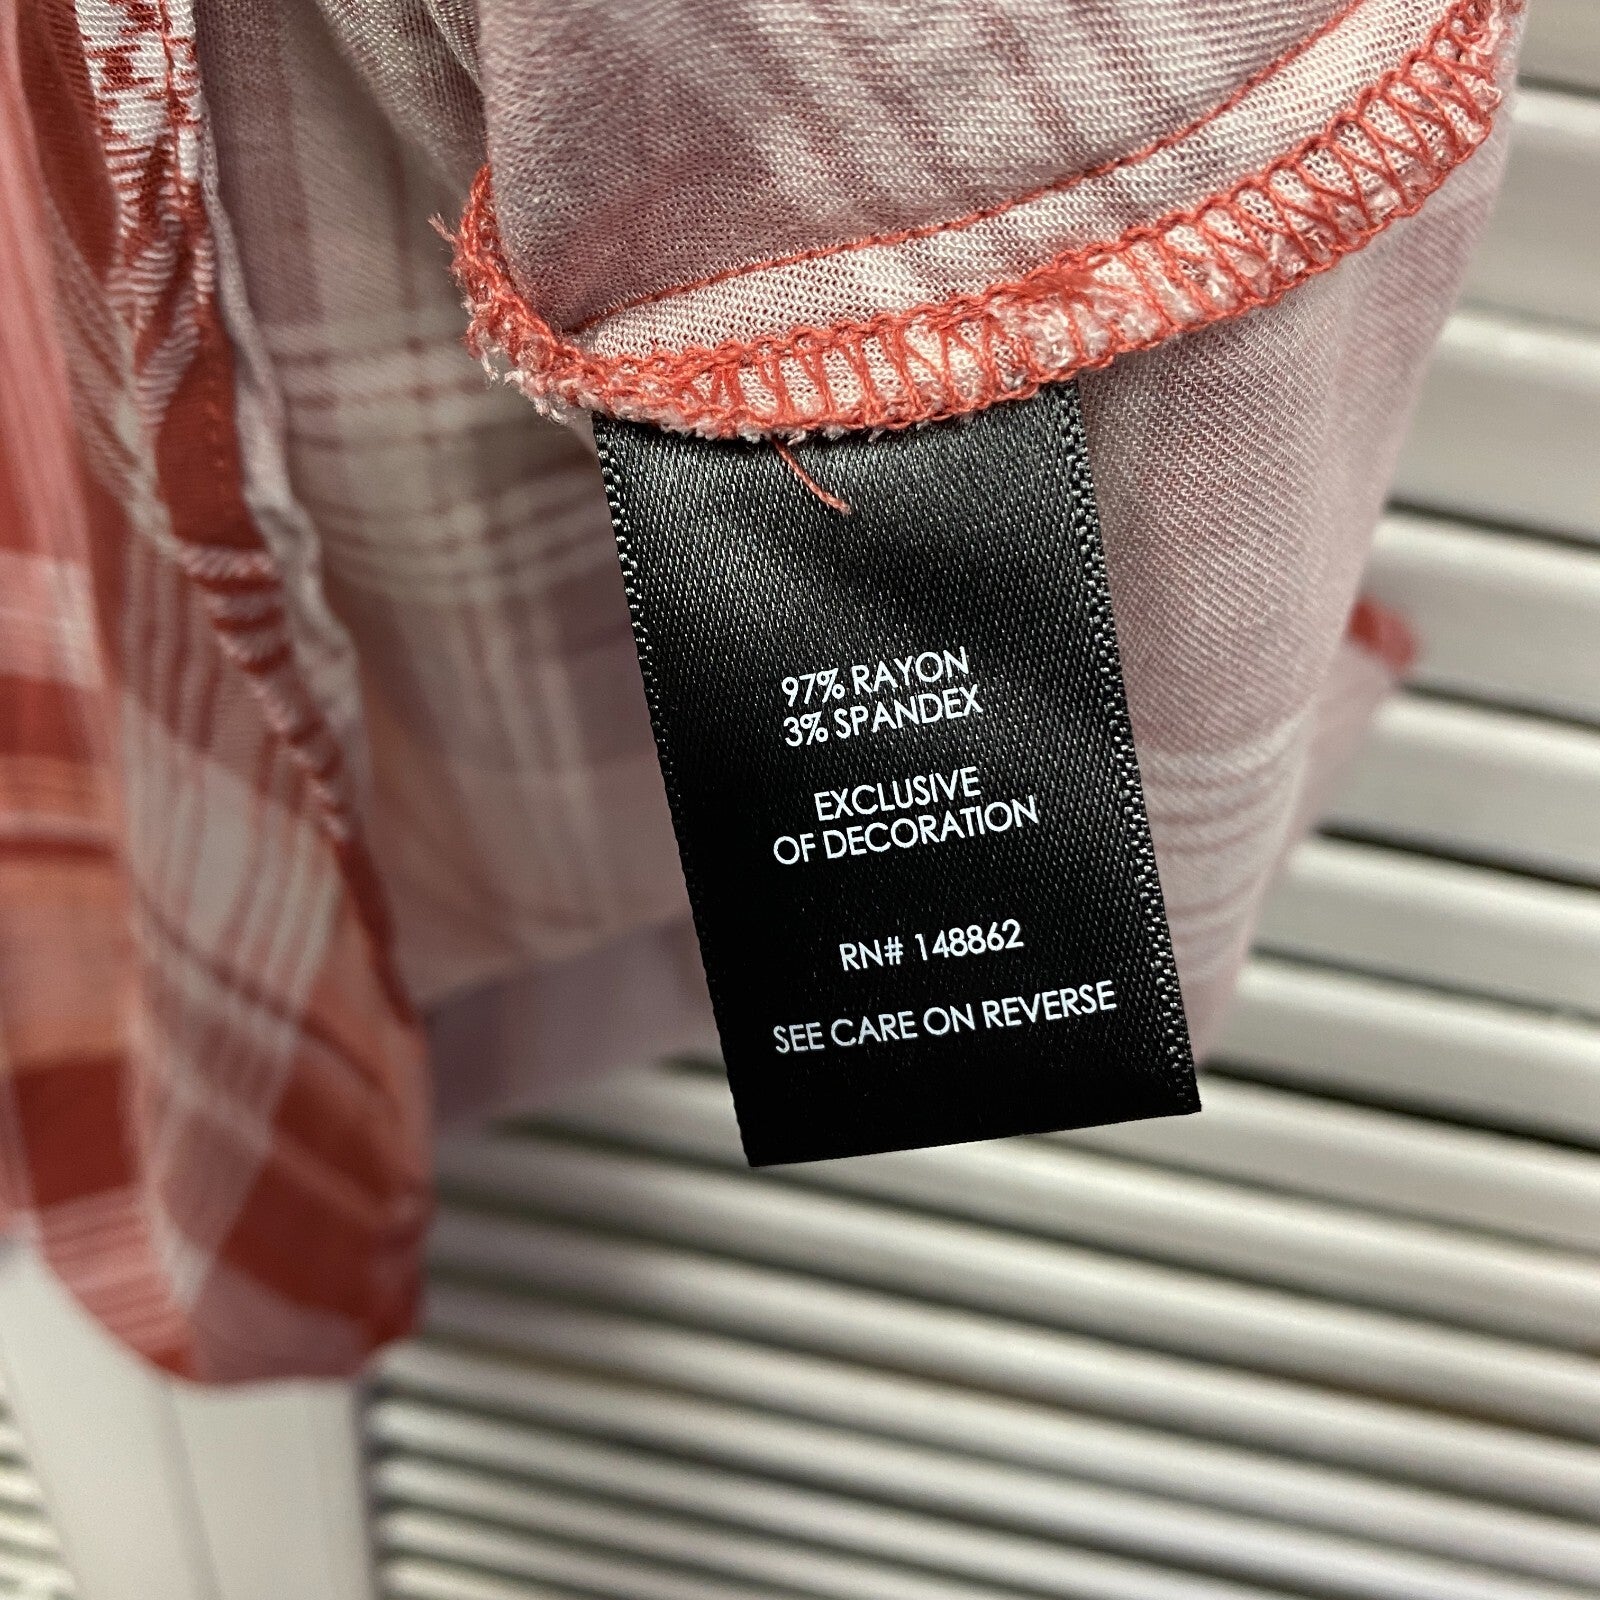 97% RAYON
3% SPANDEX
EXCLUSIVE
OF DECORATION
RN# 148862
SEE CARE ON REVERSE